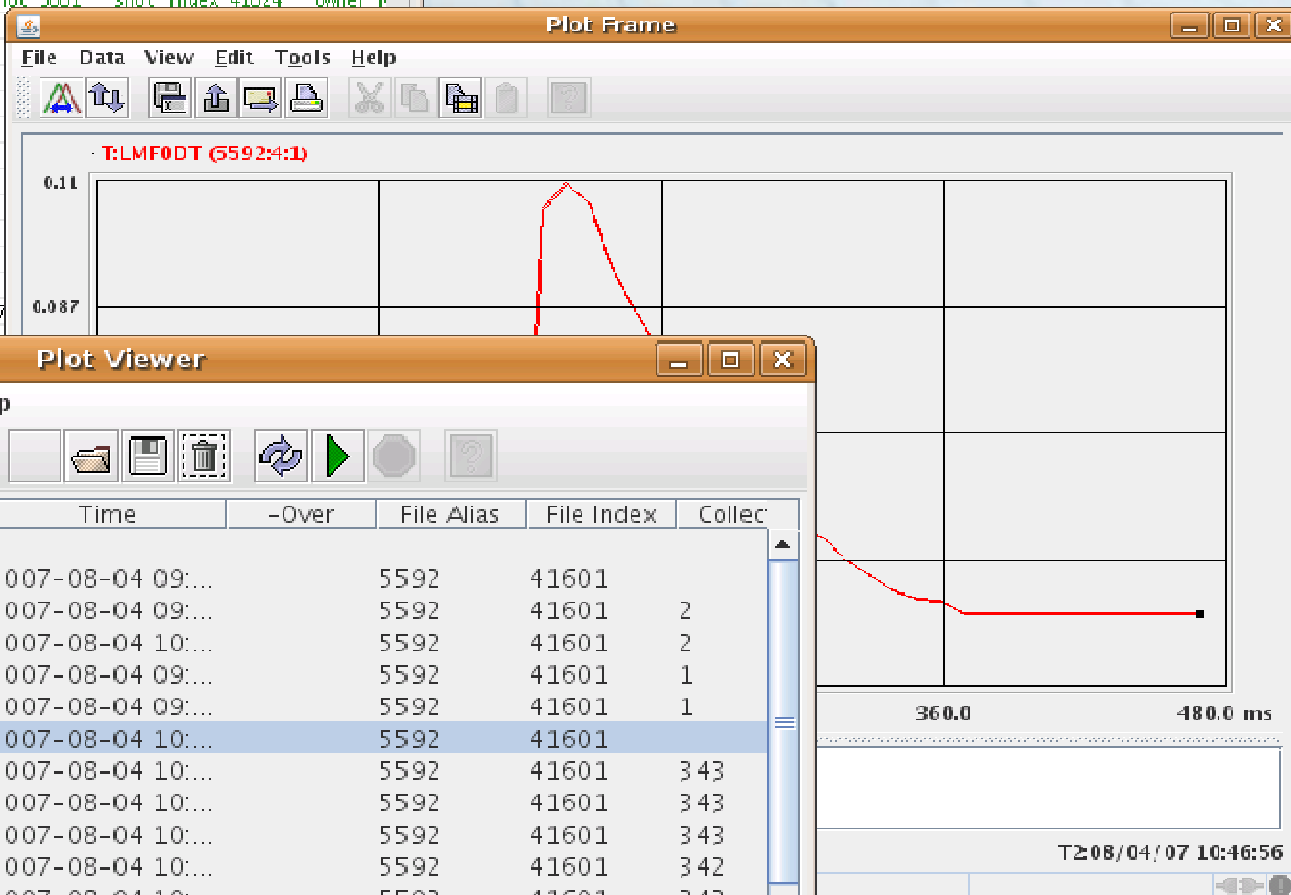 shot index 41624 owner
Plot Frame
File Data View Edit Tools Help
T:LMF0DT (5592:4:1)
0.11
0.087
Plot Viewer
p
Time -Over File Alias File Index Collec
007-08-04 09:... 5592 41601
007-08-04 09:... 5592 41601 2
007-08-04 10:... 5592 41601 2
007-08-04 09:... 5592 41601 1
007-08-04 09:... 5592 41601 1
007-08-04 10:... 5592 41601
007-08-04 10:... 5592 41601 343
007-08-04 10:... 5592 41601 343
007-08-04 10:... 5592 41601 343
007-08-04 10:... 5592 41601 342
360.0 480.0 ms
T2:08/04/07 10:46:56